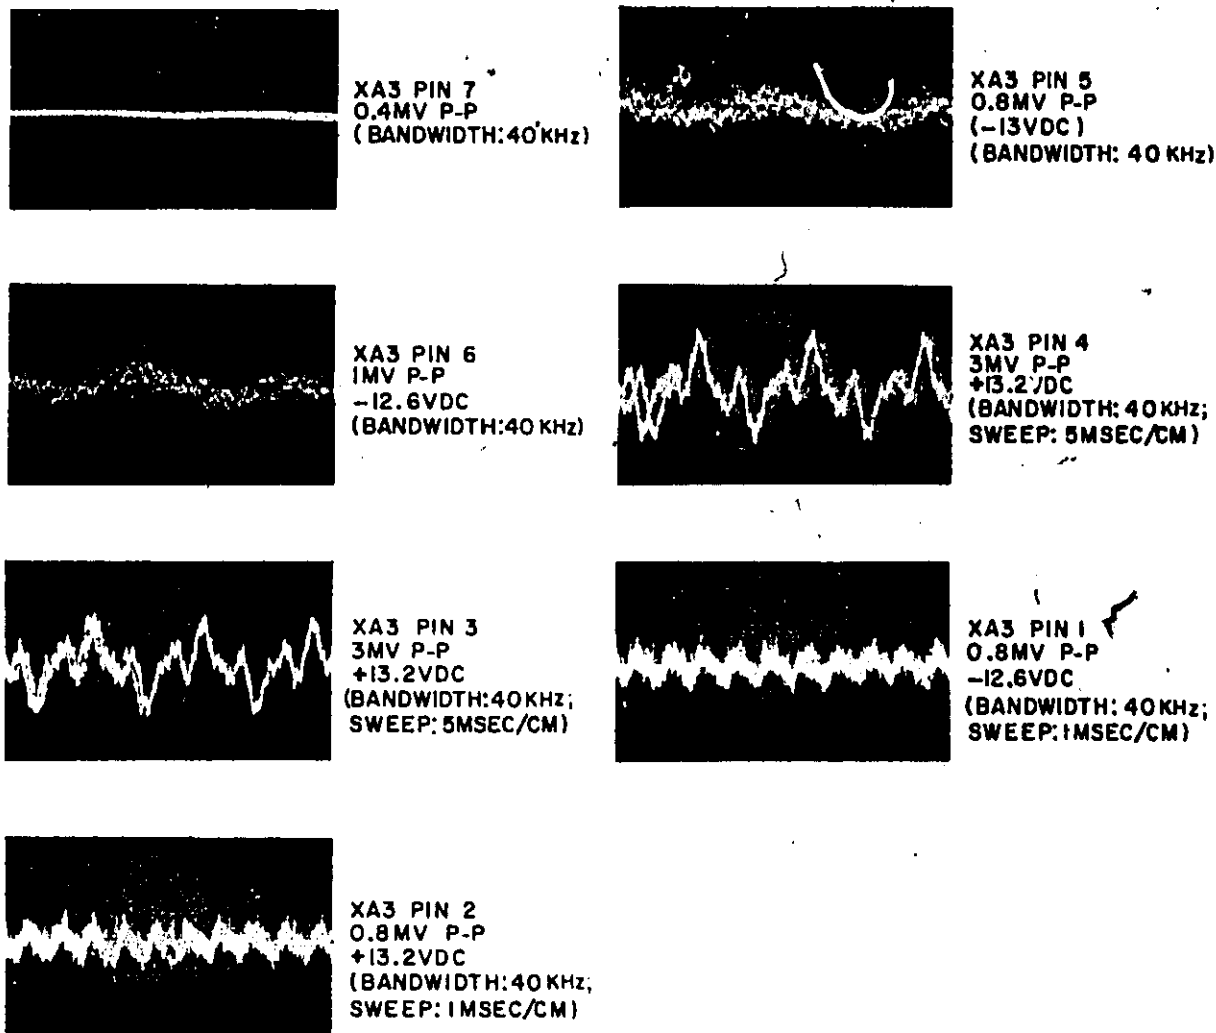 XA3 PIN 7
0.4MV P-P
(BANDWIDTH:40 KHz)
XA3 PIN 5
0.8MV P-P
(-13VDC)
(BANDWIDTH: 40 KHz)
XA3 PIN 6
1MV P-P
-12.6VDC
(BANDWIDTH:40 KHz)
XA3 PIN 4
3MV P-P
+13.2VDC
(BANDWIDTH: 40KHz;
SWEEP: 5MSEC/CM)
XA3 PIN 3
3MV P-P
+13.2VDC
(BANDWIDTH:40KHz;
SWEEP: 5MSEC/CM)
XA3 PIN 1
0.8MV P-P
-12.6VDC
(BANDWIDTH: 40KHz;
SWEEP: 1MSEC/CM)
XA3 PIN 2
0.8MV P-P
+13.2VDC
(BANDWIDTH:40KHz;
SWEEP: 1MSEC/CM)